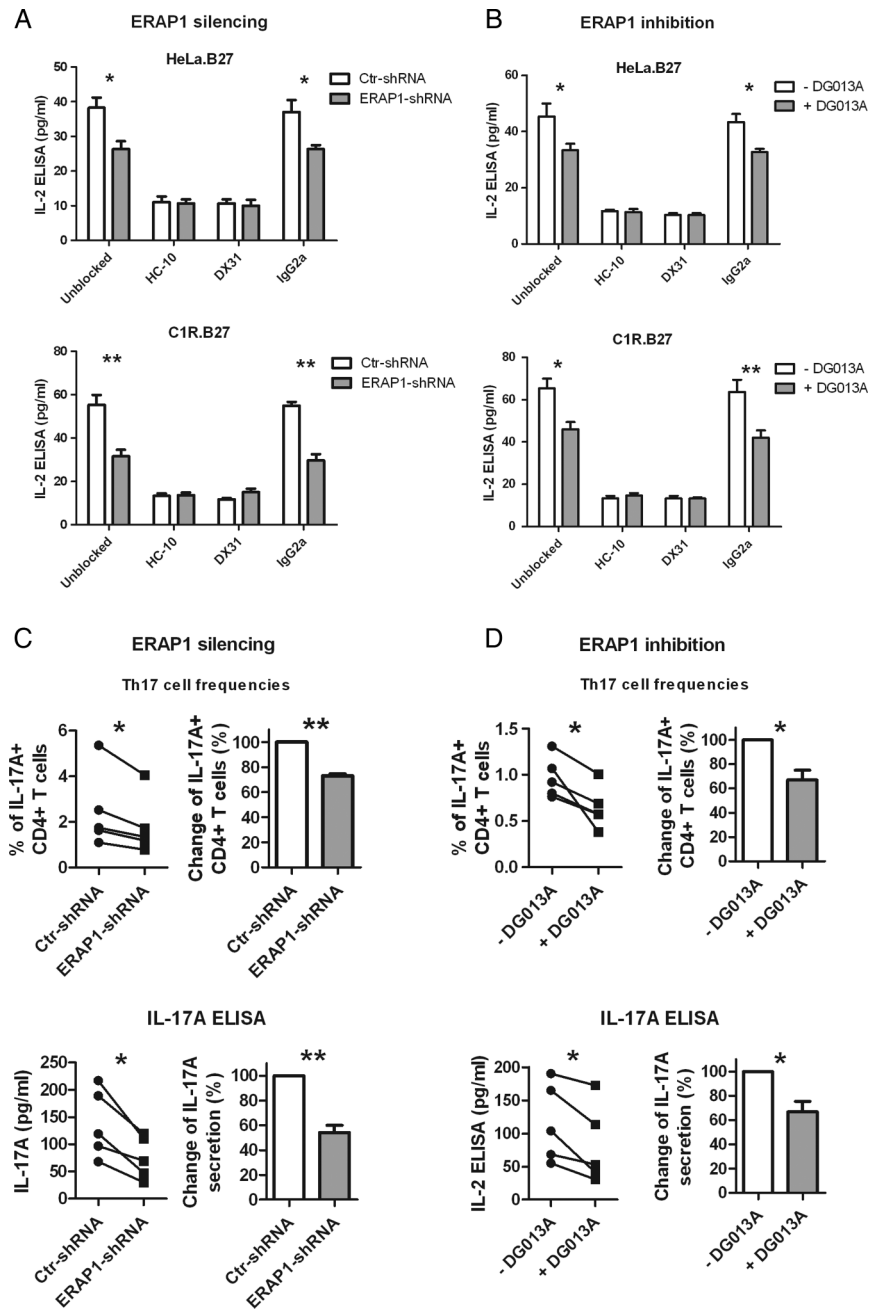 A
ERAP1 silencing
HeLa.B27
IL-2 ELISA (pg/ml)
50
40
30
20
10
0
*
*
Ctr-shRNA
ERAP1-shRNA
Unblocked
HC-10
DX31
IgG2a
C1R.B27
IL-2 ELISA (pg/ml)
80
60
40
20
0
**
**
Ctr-shRNA
ERAP1-shRNA
Unblocked
HC-10
DX31
IgG2a
B
ERAP1 inhibition
HeLa.B27
IL-2 ELISA (pg/ml)
60
40
20
0
*
*
- DG013A
+ DG013A
Unblocked
HC-10
DX31
IgG2a
C1R.B27
IL-2 ELISA (pg/ml)
80
60
40
20
0
*
**
- DG013A
+ DG013A
Unblocked
HC-10
DX31
IgG2a
C
ERAP1 silencing
Th17 cell frequencies
% of IL-17A+
CD4+ T cells
6
4
2
0
*
Ctr-shRNA
ERAP1-shRNA
Change of IL-17A+
CD4+ T cells (%)
100
80
60
40
20
0
**
Ctr-shRNA
ERAP1-shRNA
IL-17A ELISA
IL-17A (pg/ml)
250
200
150
100
50
0
*
Ctr-shRNA
ERAP1-shRNA
Change of IL-17A
secretion (%)
100
80
60
40
20
0
**
Ctr-shRNA
ERAP1-shRNA
D
ERAP1 inhibition
Th17 cell frequencies
% of IL-17A+
CD4+ T cells
1.5
1.0
0.5
0.0
*
- DG013A
+ DG013A
Change of IL-17A+
CD4+ T cells (%)
100
80
60
40
20
0
*
- DG013A
+ DG013A
IL-17A ELISA
IL-2 ELISA (pg/ml)
200
150
100
50
0
*
- DG013A
+ DG013A
Change of IL-17A
secretion (%)
100
80
60
40
20
0
*
- DG013A
+ DG013A